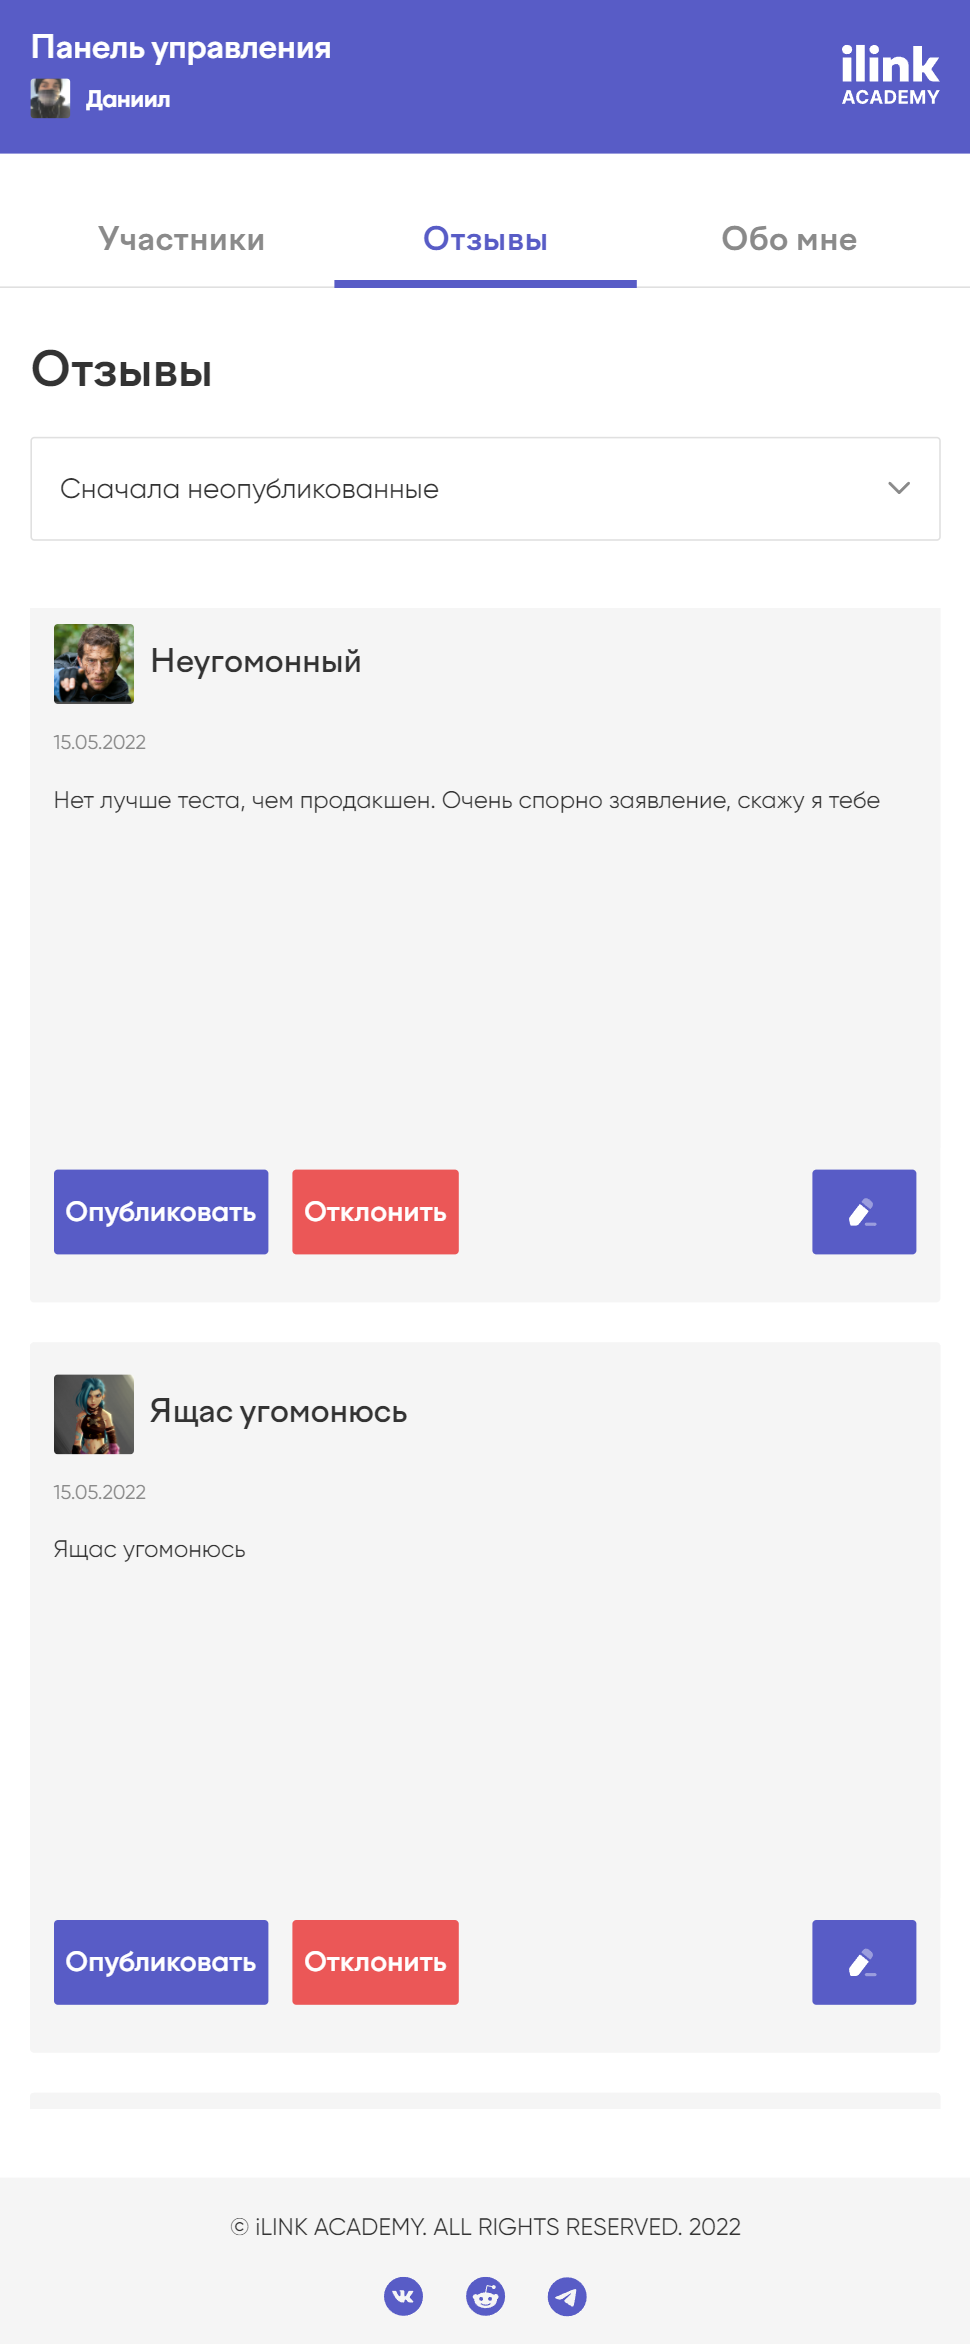 Панель управления
Даниил
ilink
ACADEMY
Участники
Отзывы
Обо мне
Отзывы
Сначала неопубликованные
Неугомонный
15.05.2022
Нет лучше теста, чем продакшен. Очень спорно заявление, скажу я тебе
Опубликовать
Отклонить
Ящас угомонюсь
15.05.2022
Ящас угомонюсь
Опубликовать
Отклонить
© iLINK ACADEMY. ALL RIGHTS RESERVED. 2022